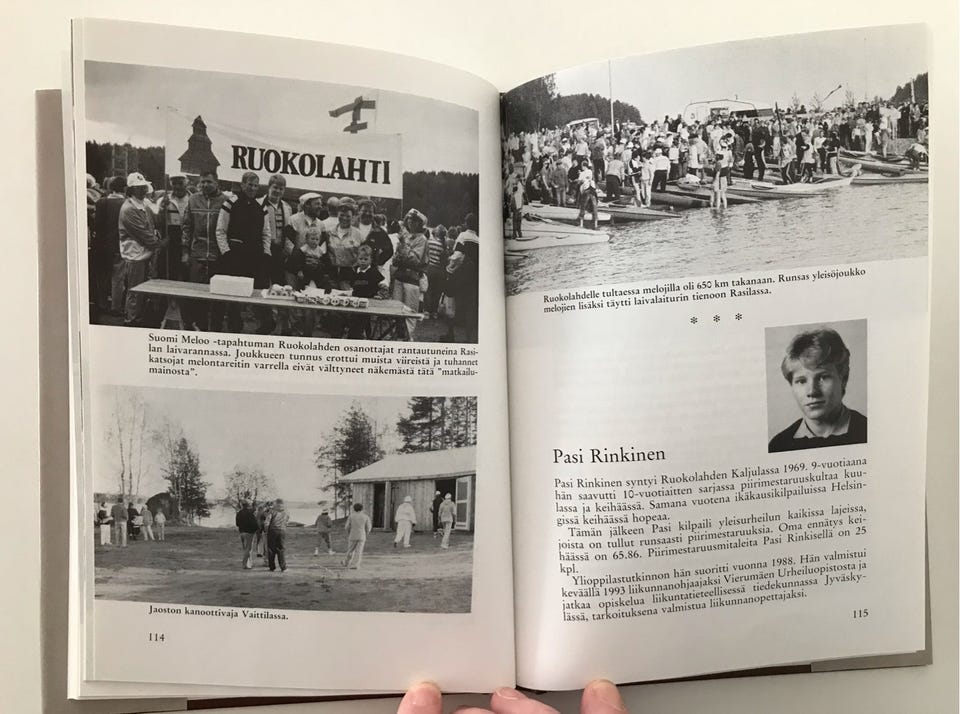 RUOKOLAHTI
Suomi Meloo -tapahtuman Ruokolahden osanottajat rantautuneina Rasi-
lan laivarannassa. Joukkueen tunnus erottui muista viireistä ja tuhannet
katsojat melontareitin varrella eivät välttyneet näkemästä tätä "matkailu-
mainosta".
Jaoston kanoottivaja Vaittilassa.
114
Ruokolahdelle tultaessa melojilla oli 650 km takanaan. Runsas yleisöjoukko
melojien lisäksi täytti laivalaiturin tienoon Rasilassa.
* * *
Pasi Rinkinen
Pasi Rinkinen syntyi Ruokolahden Kaljulassa 1969. 9-vuotiaana
hän saavutti 10-vuotiaitten sarjassa piirimestaruuskultaa kuu-
lassa ja keihäässä. Samana vuotena ikäkausikilpailuissa Helsin-
gissä keihäässä hopeaa.
Tämän jälkeen Pasi kilpaili yleisurheilun kaikissa lajeissa,
joista on tullut runsaasti piirimestaruuksia. Oma ennätys kei-
häässä on 65.86. Piirimestaruusmitaleita Pasi Rinkisellä on 25
kpl.
Ylioppilastutkinnon hän suoritti vuonna 1988. Hän valmistui
keväällä 1993 liikunnanohjaajaksi Vierumäen Urheiluopistosta ja
jatkaa opiskelua liikuntatieteellisessä tiedekunnassa Jyväsky-
lässä, tarkoituksena valmistua liikunnanopettajaksi.
115